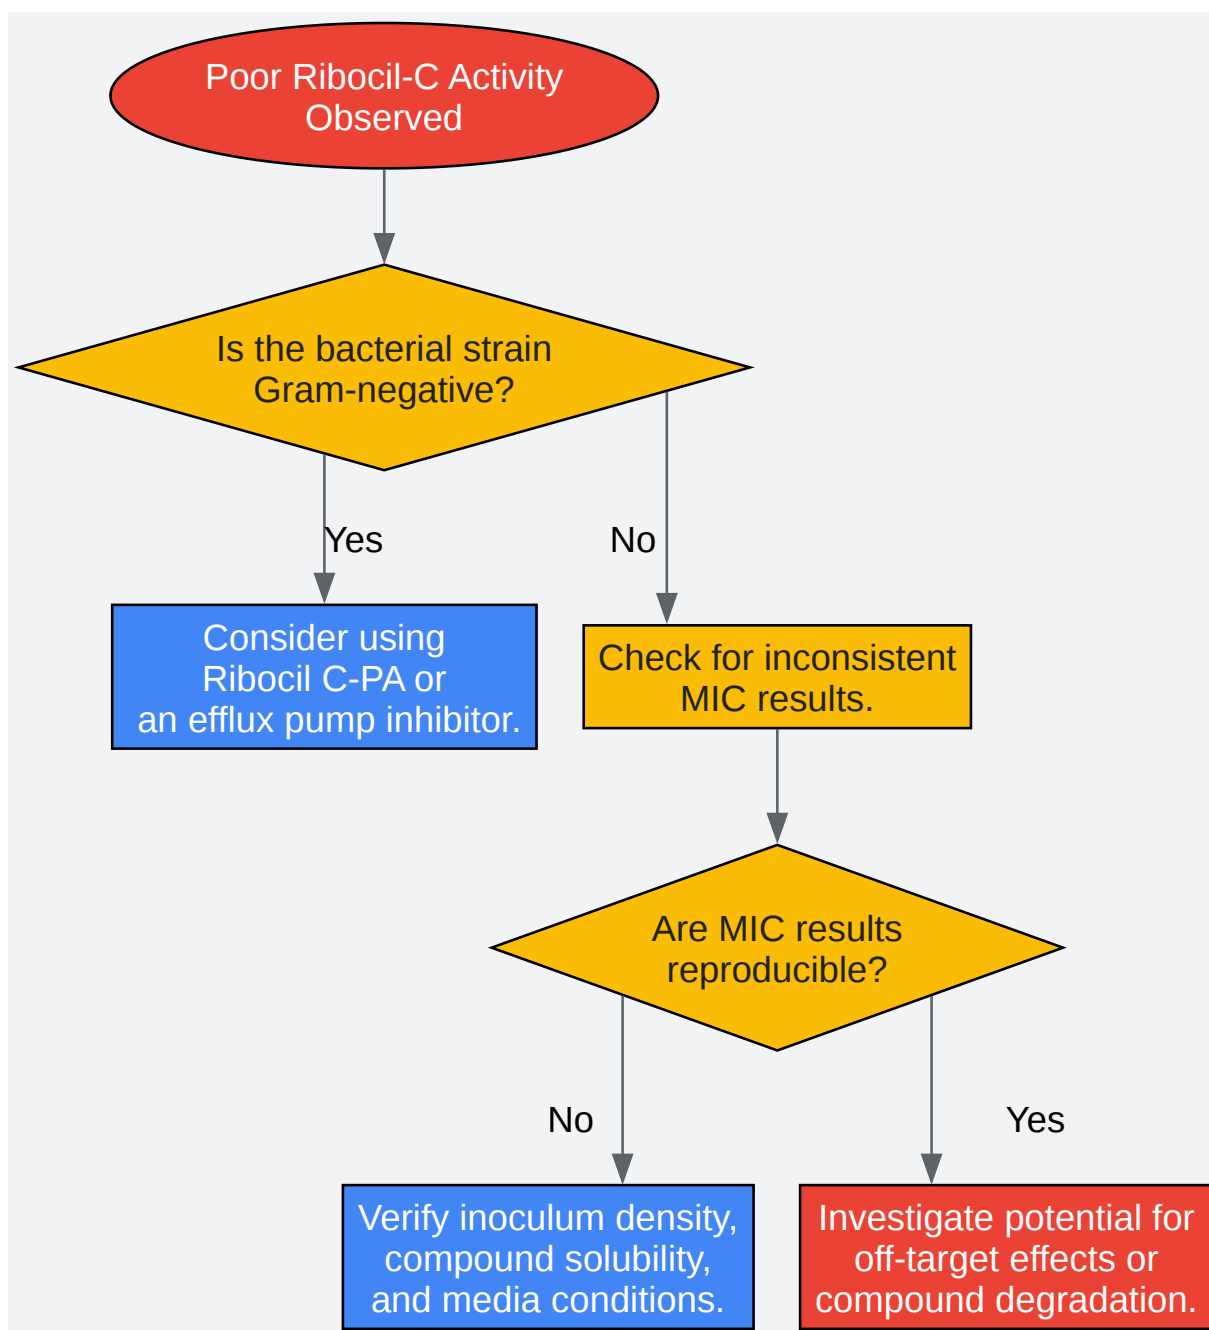 Poor Ribocil-C Activity
Observed
Is the bacterial strain
Gram-negative?
Yes
No
Consider using
Ribocil C-PA or
an efflux pump inhibitor.
Check for inconsistent
MIC results.
Are MIC results
reproducible?
No
Yes
Verify inoculum density,
compound solubility,
and media conditions.
Investigate potential for
off-target effects or
compound degradation.